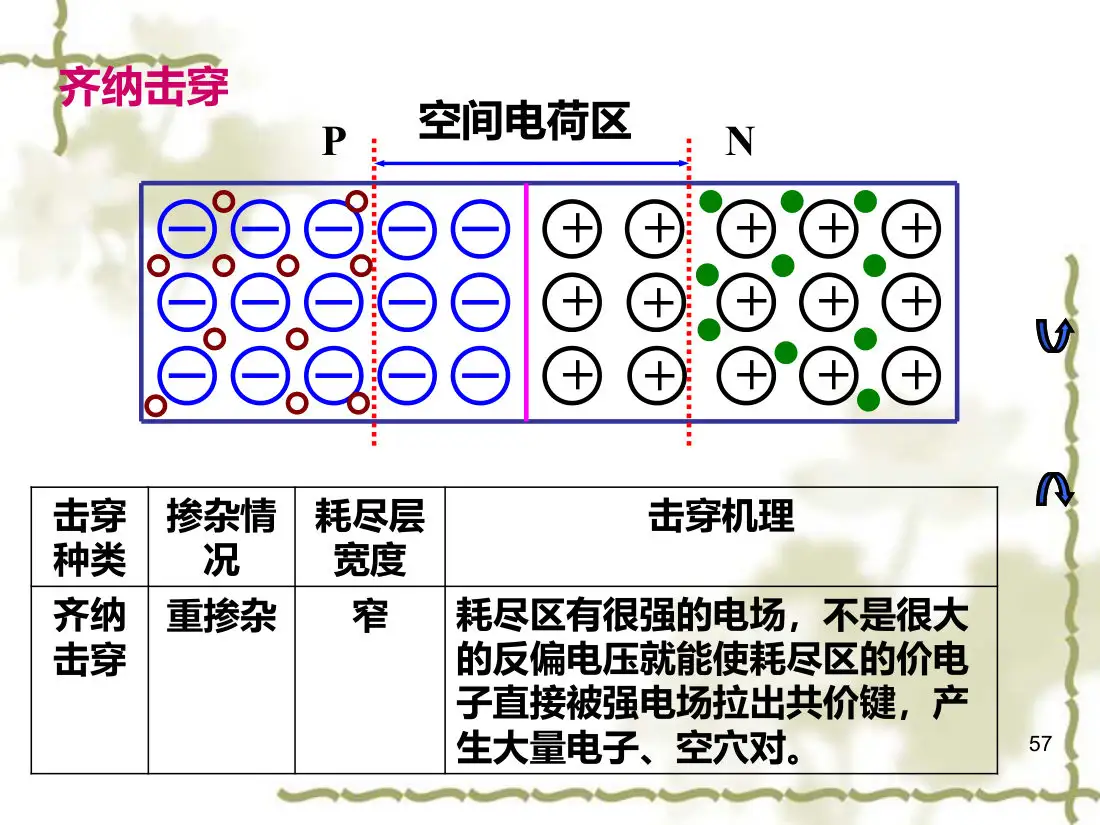 齐纳击穿
空间电荷区
P
N
击穿
种类
掺杂情
况
耗尽层
宽度
击穿机理
齐纳
击穿
重掺杂
窄
耗尽区有很强的电场，不是很大
的反偏电压就能使耗尽区的价电
子直接被强电场拉出共价键，产
生大量电子、空穴对。
57